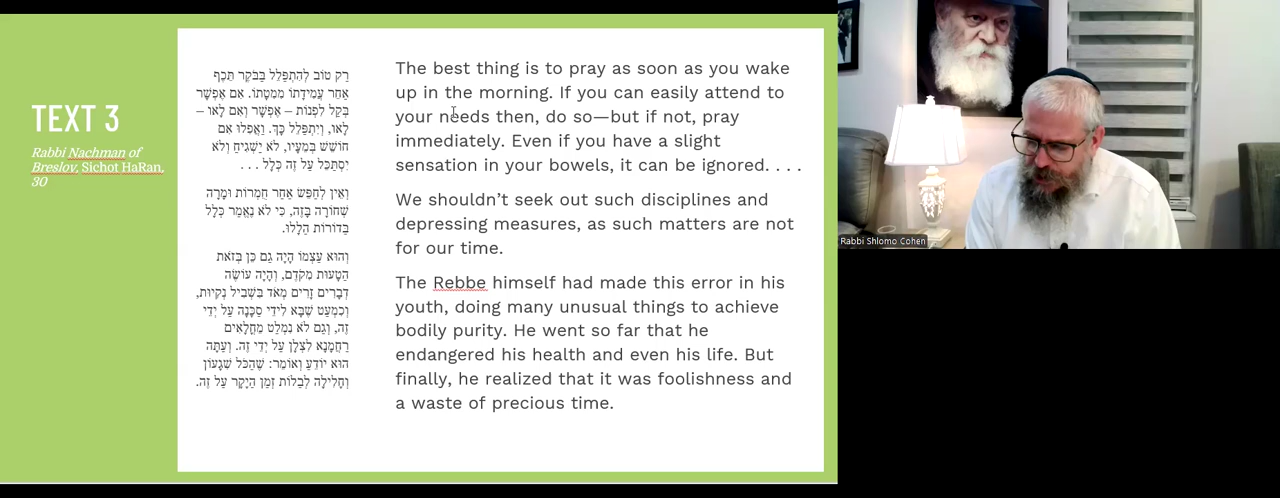 TEXT 3
Rabbi Nachman of
Breslov, Sichot HaRan,
30
רַק טוֹב לְהִתְפַּלֵּל בַּבֹּקֶר תֵּכֶף
אַחַר עֲמִידָתוֹ מִמִּטָּתוֹ. אִם אֶפְשָׁר
בְּקַל לִפְנוֹת – אֶפְשָׁר וְאִם לָאו –
לָאו, וְיִתְפַּלֵּל כָּךְ. וַאֲפִלּוּ אִם
חוֹשֵׁשׁ בְּמֵעָיו, לֹא יַשְׁגִּיחַ וְלֹא
יִסְתַּכֵּל עַל זֶה כְּלָל . . .
וְאֵין לְחַפֵּשׂ אַחַר חֻמְרוֹת וּמָרָה
שְׁחוֹרָה בָּזֶה, כִּי לֹא נֶאֱמַר כְּלָל
בַּדּוֹרוֹת הַלָּלוּ.
וְהוּא עַצְמוֹ הָיָה גַּם כֵּן בְּזֹאת
הַטָּעוּת מִקֹּדֶם, וְהָיָה עוֹשֶׂה
דְּבָרִים זָרִים מְאֹד בִּשְׁבִיל נְקִיּוּת,
וְכִמְעַט שֶׁבָּא לִידֵי סַכָּנָה עַל יְדֵי
זֶה, וְגַם לֹא נִמְלַט מֵחֳלָאִים
רַחֲמָנָא לִצְלָן עַל יְדֵי זֶה. וְעַתָּה
הוּא יוֹדֵעַ וְאוֹמֵר: שֶׁהַכֹּל שִׁגָּעוֹן
וְחָלִילָה לְבַלּוֹת זְמַן הַיָּקָר עַל זֶה.
The best thing is to pray as soon as you wake
up in the morning. If you can easily attend to
your needs then, do so—but if not, pray
immediately. Even if you have a slight
sensation in your bowels, it can be ignored. . . .
We shouldn’t seek out such disciplines and
depressing measures, as such matters are not
for our time.
The Rebbe himself had made this error in his
youth, doing many unusual things to achieve
bodily purity. He went so far that he
endangered his health and even his life. But
finally, he realized that it was foolishness and
a waste of precious time.
Rabbi Shlomo Cohen